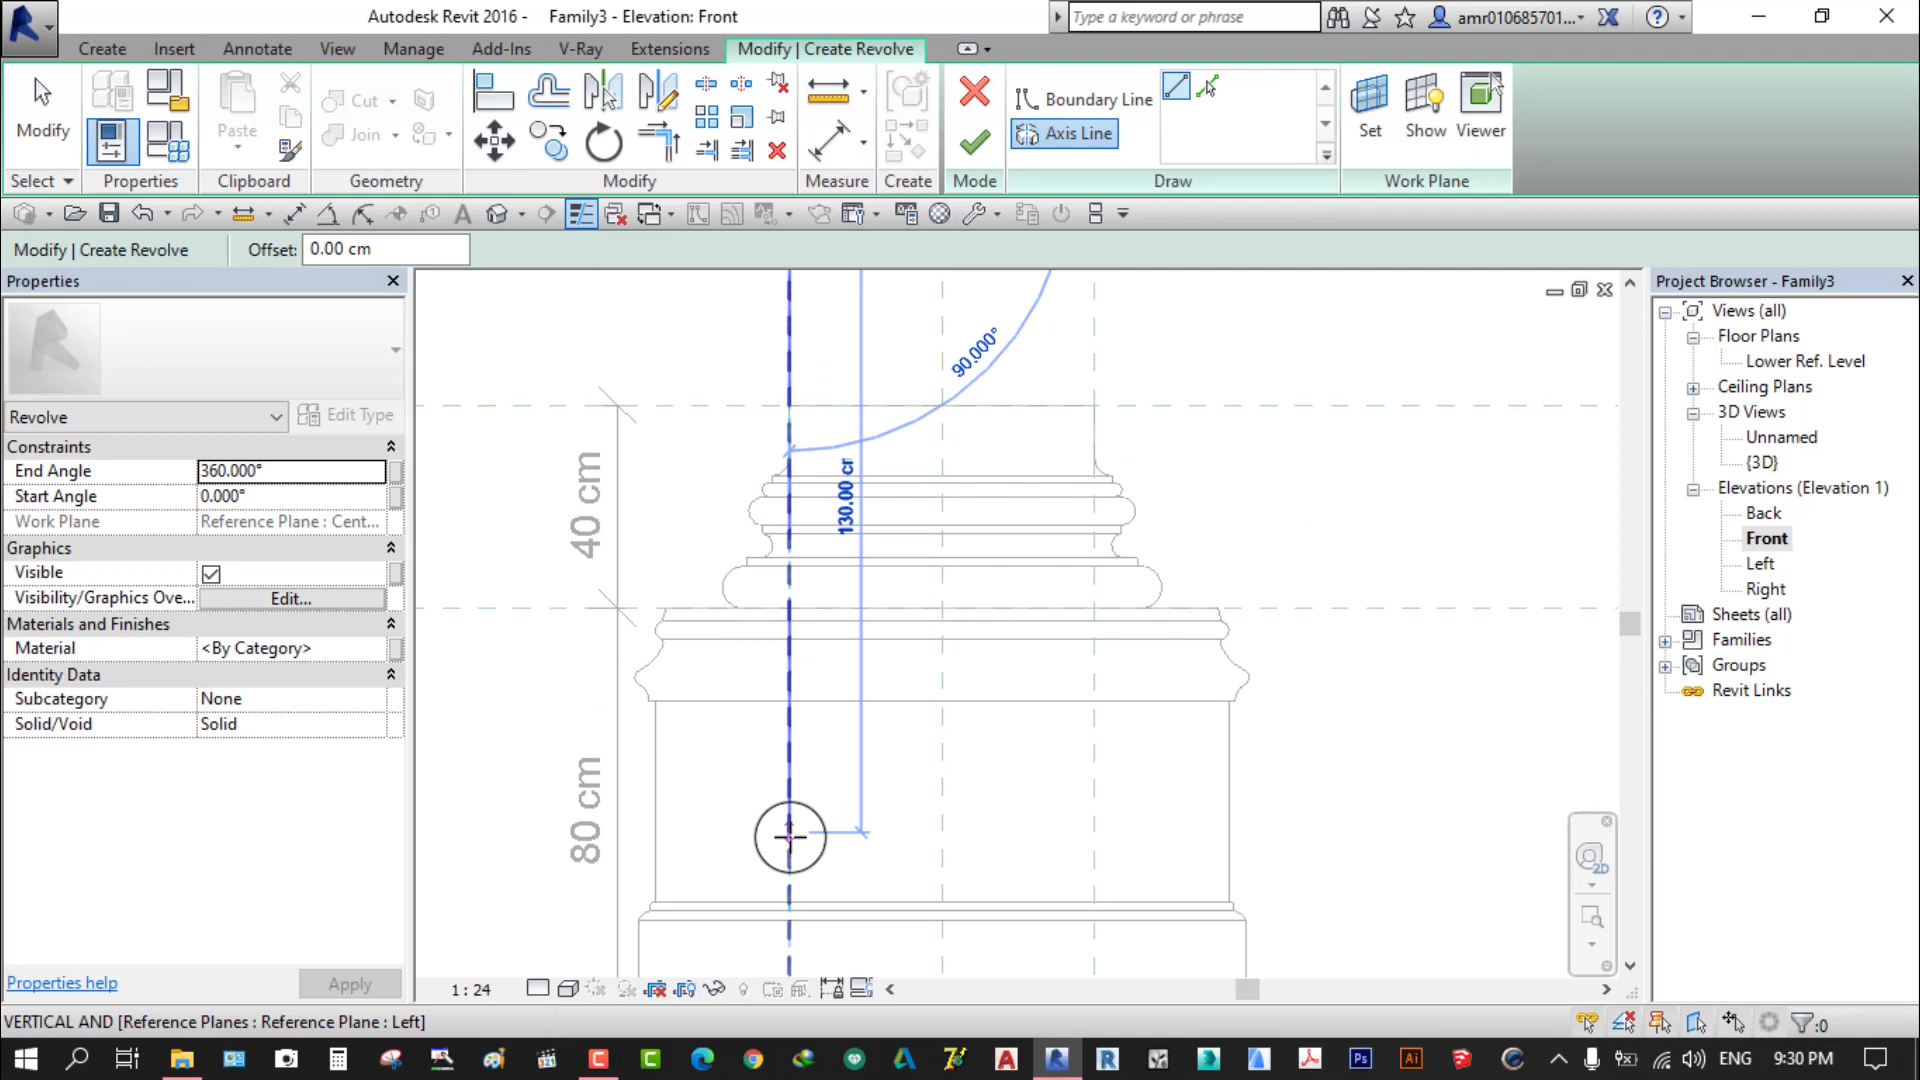 Autodesk Revit 2016 - Family3 - Elevation: Front
Type a keyword or phrase
amr010685701...
Create Insert Annotate View Manage Add-Ins V-Ray Extensions Modify | Create Revolve
Modify
Cut
Join
Paste
Boundary Line
Axis Line
Set Show Viewer
Select Properties Clipboard Geometry Modify Measure Create Mode Draw Work Plane
Modify | Create Revolve Offset: 0.00 cm
Properties
Revolve
Edit Type
Constraints
End Angle 360.000°
Start Angle 0.000°
Work Plane Reference Plane : Cent...
Graphics
Visible
Visibility/Graphics Ove... Edit...
Materials and Finishes
Material <By Category>
Identity Data
Subcategory None
Solid/Void Solid
Properties help
Apply
90.000°
130.00 cm
40 cm
80 cm
2D
1 : 24
Project Browser - Family3
Views (all)
Floor Plans
Lower Ref. Level
Ceiling Plans
3D Views
Unnamed
{3D}
Elevations (Elevation 1)
Back
Front
Left
Right
Sheets (all)
Families
Groups
Revit Links
VERTICAL AND [Reference Planes : Reference Plane : Left]
:0
ENG 9:30 PM